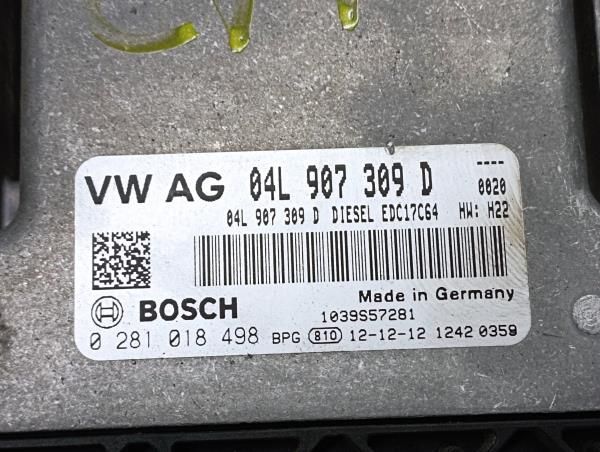 VW AG 04L 907 309 D ----
0020
04L 907 309 D DIESEL EDC17C64 HW: H22
BOSCH
Made in Germany
1039S57281
0 281 018 498 BPG 810 12-12-12 1242 0359